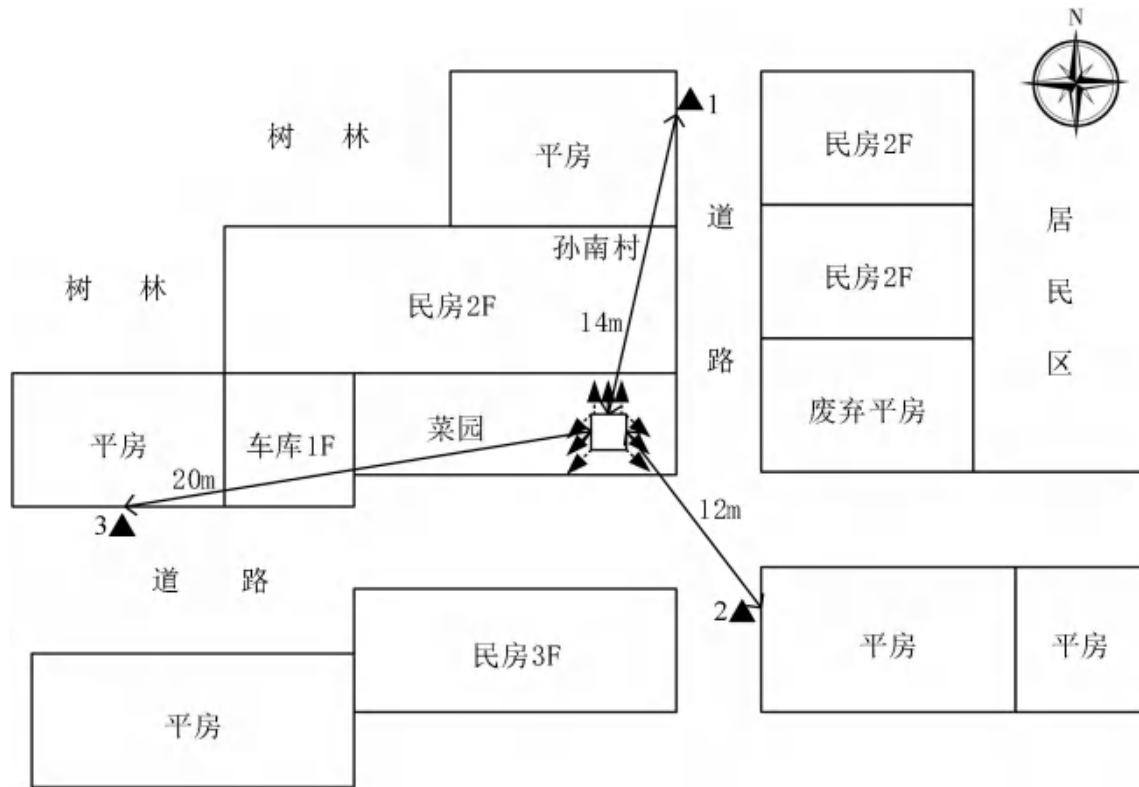 N
1
树 林
平房
民房2F
道路
居民区
孙南村
民房2F
树 林
民房2F
14m
废弃平房
平房
车库1F
菜园
20m
12m
3
道 路
2
民房3F
平房
平房
平房